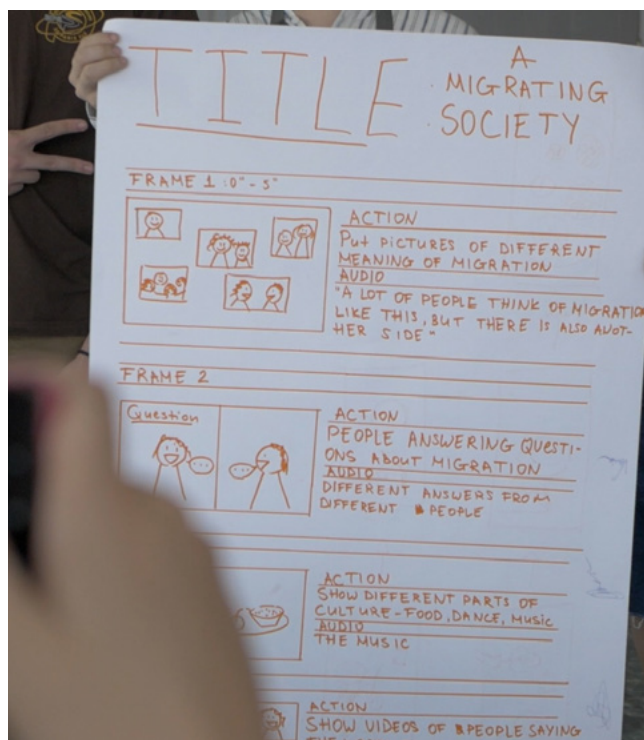 TITLE
A
MIGRATING
SOCIETY
FRAME 1 :0" - 5"
ACTION
PUT PICTURES OF DIFFERENT
MEANING OF MIGRATION
AUDIO
"A LOT OF PEOPLE THINK OF MIGRATION
LIKE THIS, BUT THERE IS ALSO ANOT-
HER SIDE"
FRAME 2
Question
ACTION
PEOPLE ANSWERING QUESTI-
ONS ABOUT MIGRATION
AUDIO
DIFFERENT ANSWERS FROM
DIFFERENT PEOPLE
ACTION
SHOW DIFFERENT PARTS OF
CULTURE - FOOD, DANCE, MUSIC
AUDIO
THE MUSIC
ACTION
SHOW VIDEOS OF PEOPLE SAYING